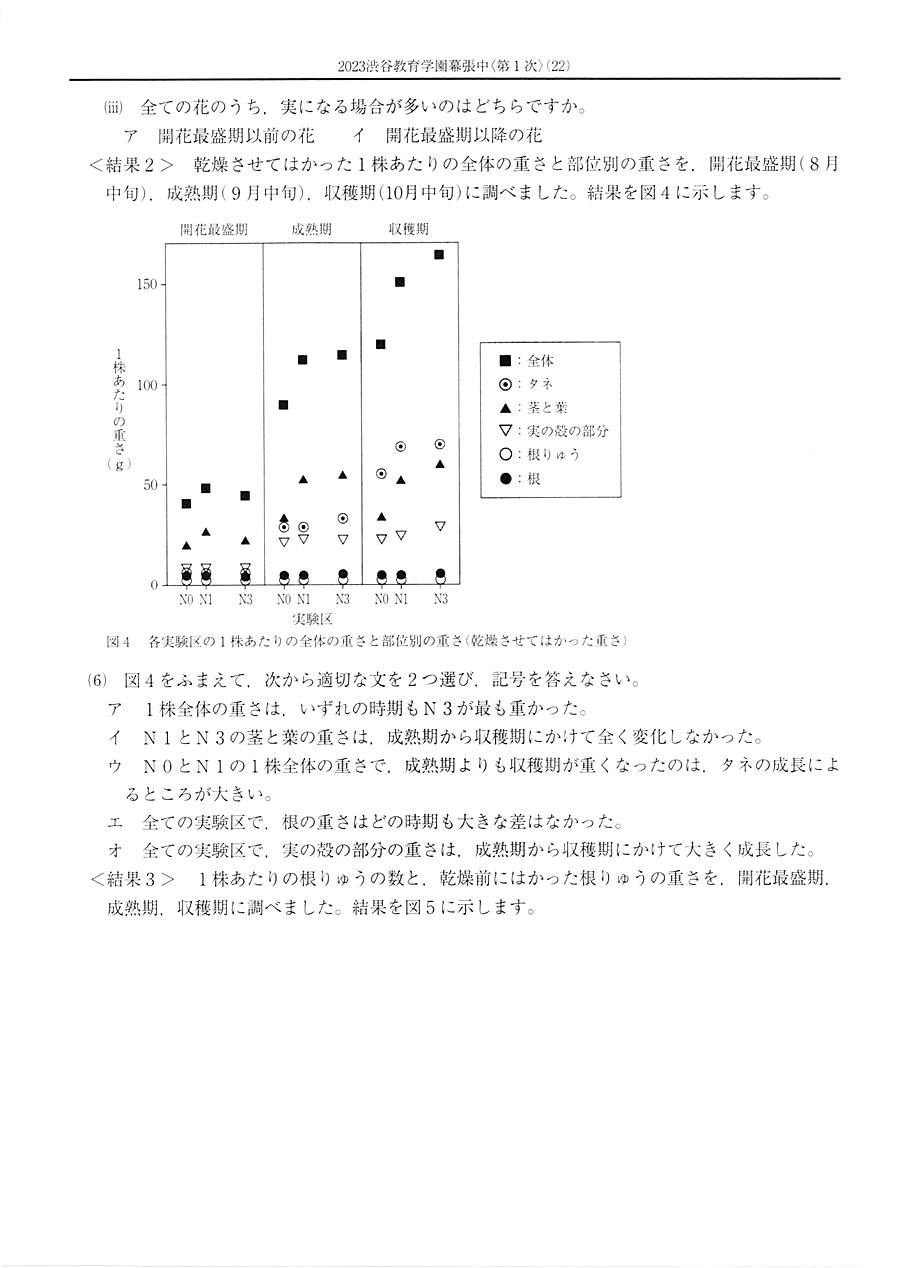 2023渋谷教育学園幕張中〈第1次〉(22)
(ⅲ) 全ての花のうち，実になる場合が多いのはどちらですか。
ア 開花最盛期以前の花 イ 開花最盛期以降の花
＜結果２＞ 乾燥させてはかった１株あたりの全体の重さと部位別の重さを，開花最盛期(８月
中旬)，成熟期(９月中旬)，収穫期(10月中旬)に調べました。結果を図４に示します。
開花最盛期 成熟期 収穫期
150
100
50
0
１株あたりの重さ(g)
N0 N1 N3 N0 N1 N3 N0 N1 N3
実験区
■：全体
◉：タネ
▲：茎と葉
▽：実の殻の部分
○：根りゅう
●：根
図４ 各実験区の１株あたりの全体の重さと部位別の重さ(乾燥させてはかった重さ)
(6) 図４をふまえて，次から適切な文を２つ選び，記号を答えなさい。
ア １株全体の重さは，いずれの時期もＮ３が最も重かった。
イ Ｎ１とＮ３の茎と葉の重さは，成熟期から収穫期にかけて全く変化しなかった。
ウ Ｎ０とＮ１の１株全体の重さで，成熟期よりも収穫期が重くなったのは，タネの成長によ
るところが大きい。
エ 全ての実験区で，根の重さはどの時期も大きな差はなかった。
オ 全ての実験区で，実の殻の部分の重さは，成熟期から収穫期にかけて大きく成長した。
＜結果３＞ １株あたりの根りゅうの数と，乾燥前にはかった根りゅうの重さを，開花最盛期，
成熟期，収穫期に調べました。結果を図５に示します。